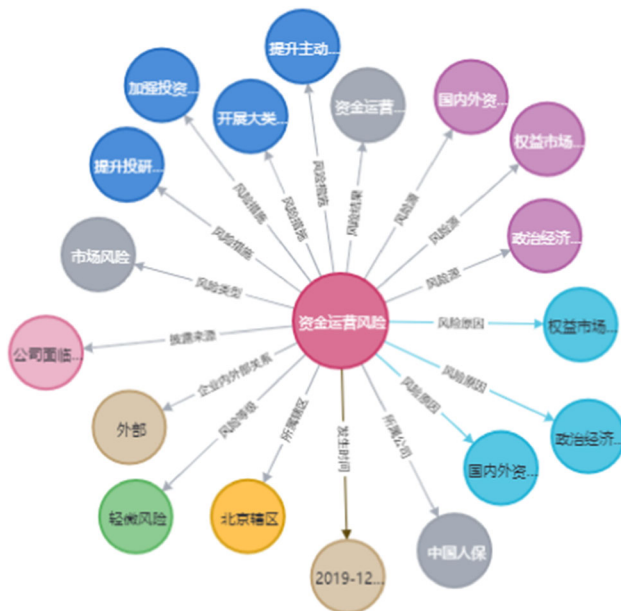 提升主动...
加强投资...
开展大类...
资金运营...
国内外资...
权益市场...
提升投研...
政治经济...
市场风险
公司面临...
外部
轻微风险
北京辖区
2019-12...
中国人保
国内外资...
政治经济...
权益市场...
资金运营风险
风险措施
风险措施
风险措施
风险措施
风险结果
风险源
风险源
风险源
风险类型
披露来源
企业内外部关系
风险等级
所属辖区
发生时间
所属公司
风险原因
风险原因
风险原因